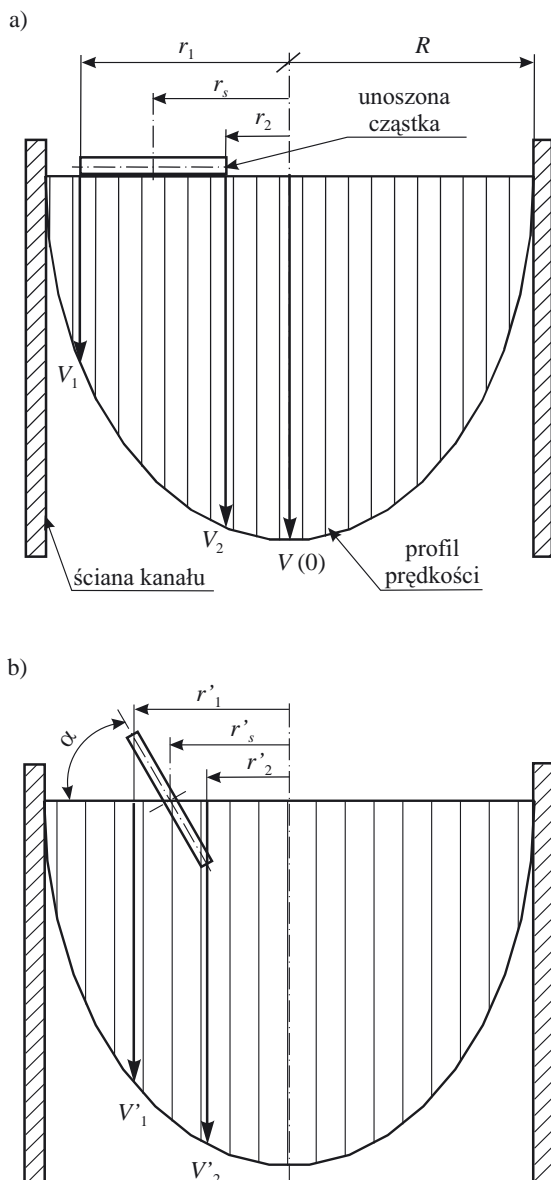 a)
r₁
R
rₛ
r₂
unoszona
cząstka
V₁
V₂
V (0)
profil
prędkości
ściana kanału
b)
r’₁
r’ₛ
r’₂
α
V’₁
V’₂